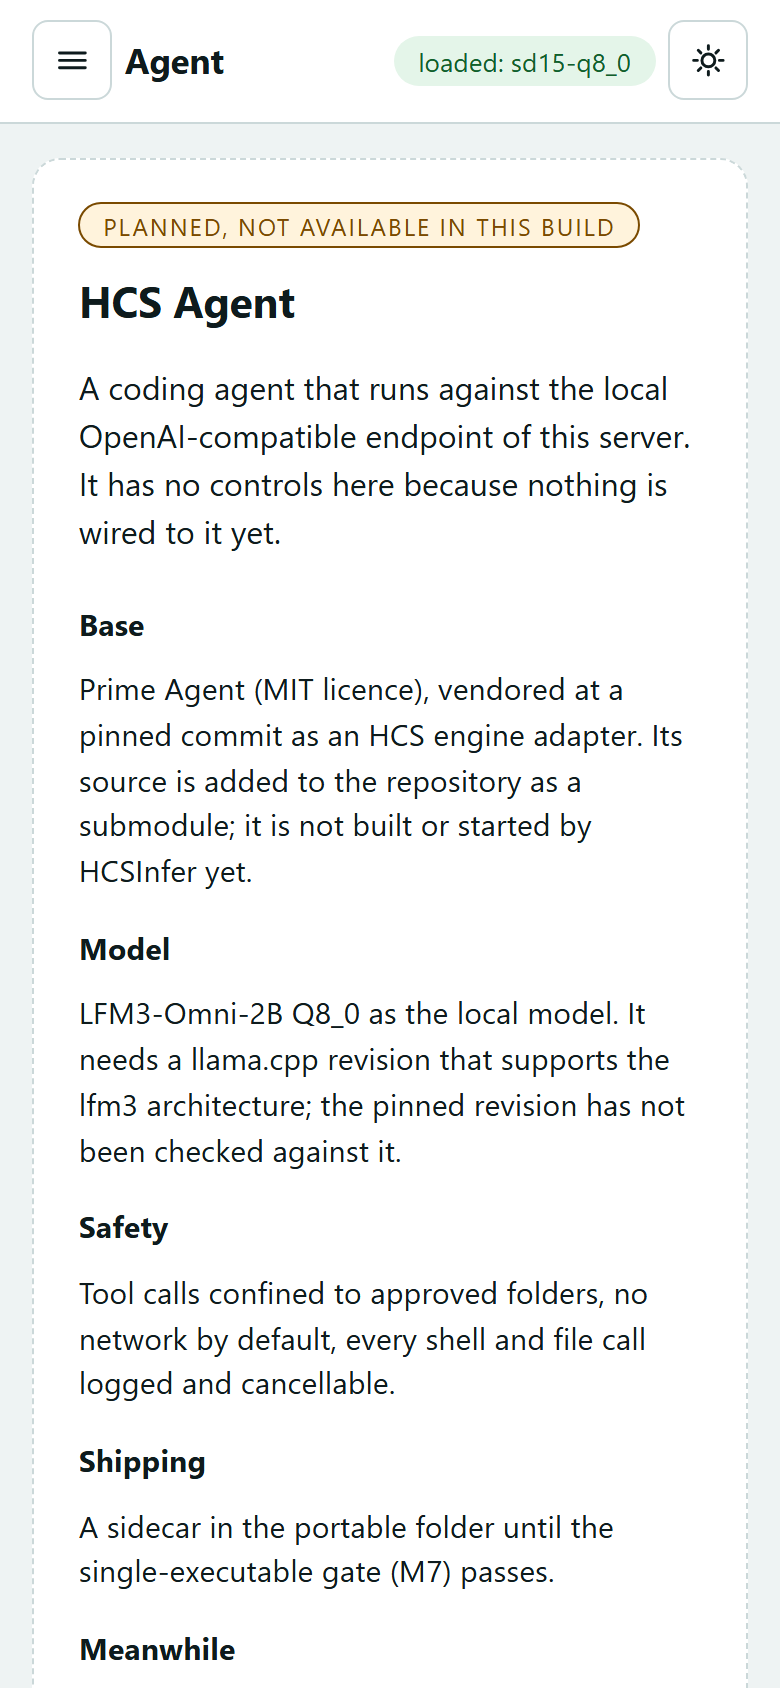 Agent
loaded: sd15-q8_0
PLANNED, NOT AVAILABLE IN THIS BUILD
HCS Agent
A coding agent that runs against the local
OpenAI-compatible endpoint of this server.
It has no controls here because nothing is
wired to it yet.
Base
Prime Agent (MIT licence), vendored at a
pinned commit as an HCS engine adapter. Its
source is added to the repository as a
submodule; it is not built or started by
HCSInfer yet.
Model
LFM3-Omni-2B Q8_0 as the local model. It
needs a llama.cpp revision that supports the
lfm3 architecture; the pinned revision has not
been checked against it.
Safety
Tool calls confined to approved folders, no
network by default, every shell and file call
logged and cancellable.
Shipping
A sidecar in the portable folder until the
single-executable gate (M7) passes.
Meanwhile